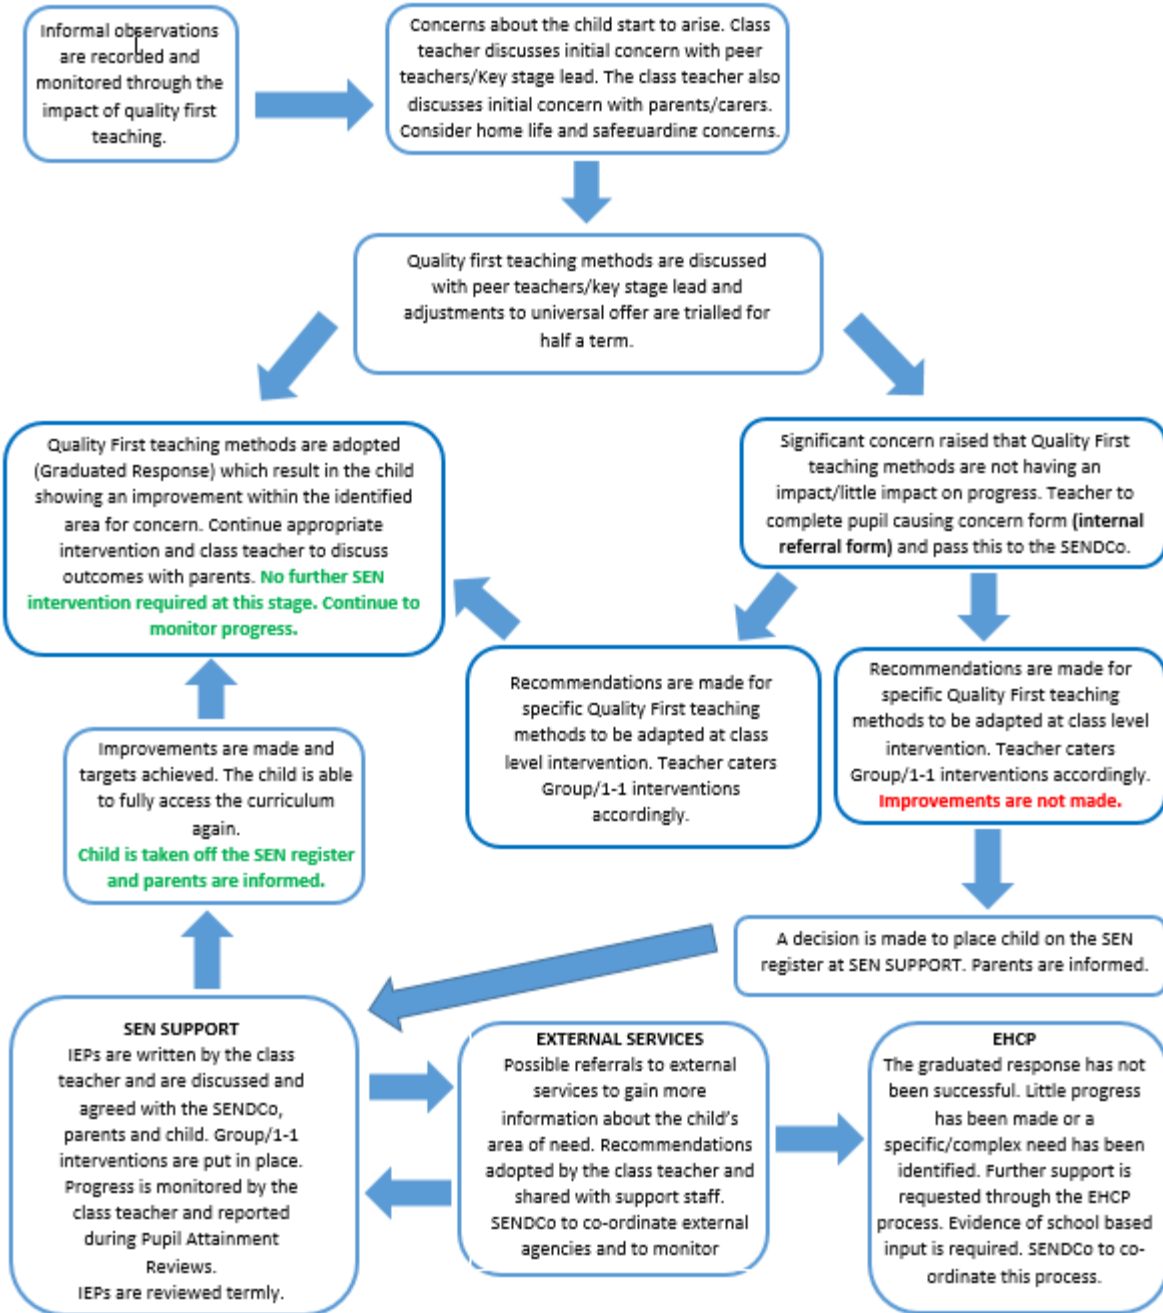 Informal observations
are recorded and
monitored through the
impact of quality first
teaching.
Concerns about the child start to arise. Class
teacher discusses initial concern with peer
teachers/Key stage lead. The class teacher also
discusses initial concern with parents/carers.
Consider home life and safeguarding concerns.
Quality first teaching methods are discussed
with peer teachers/key stage lead and
adjustments to universal offer are trialled for
half a term.
Quality First teaching methods are adopted
(Graduated Response) which result in the child
showing an improvement within the identified
area for concern. Continue appropriate
intervention and class teacher to discuss
outcomes with parents. No further SEN
intervention required at this stage. Continue to
monitor progress.
Significant concern raised that Quality First
teaching methods are not having an
impact/little impact on progress. Teacher to
complete pupil causing concern form (internal
referral form) and pass this to the SENDCo.
Recommendations are made for
specific Quality First teaching
methods to be adapted at class
level intervention. Teacher caters
Group/1-1 interventions
accordingly.
Recommendations are made for
specific Quality First teaching
methods to be adapted at class level
intervention. Teacher caters
Group/1-1 interventions accordingly.
Improvements are not made.
Improvements are made and
targets achieved. The child is able
to fully access the curriculum
again.
Child is taken off the SEN register
and parents are informed.
A decision is made to place child on the SEN
register at SEN SUPPORT. Parents are informed.
SEN SUPPORT
IEPs are written by the class
teacher and are discussed and
agreed with the SENDCo,
parents and child. Group/1-1
interventions are put in place.
Progress is monitored by the
class teacher and reported
during Pupil Attainment
Reviews.
IEPs are reviewed termly.
EXTERNAL SERVICES
Possible referrals to external
services to gain more
information about the child's
area of need. Recommendations
adopted by the class teacher and
shared with support staff.
SENDCo to co-ordinate external
agencies and to monitor
EHCP
The graduated response has not
been successful. Little progress
has been made or a
specific/complex need has been
identified. Further support is
requested through the EHCP
process. Evidence of school based
input is required. SENDCo to co-
ordinate this process.